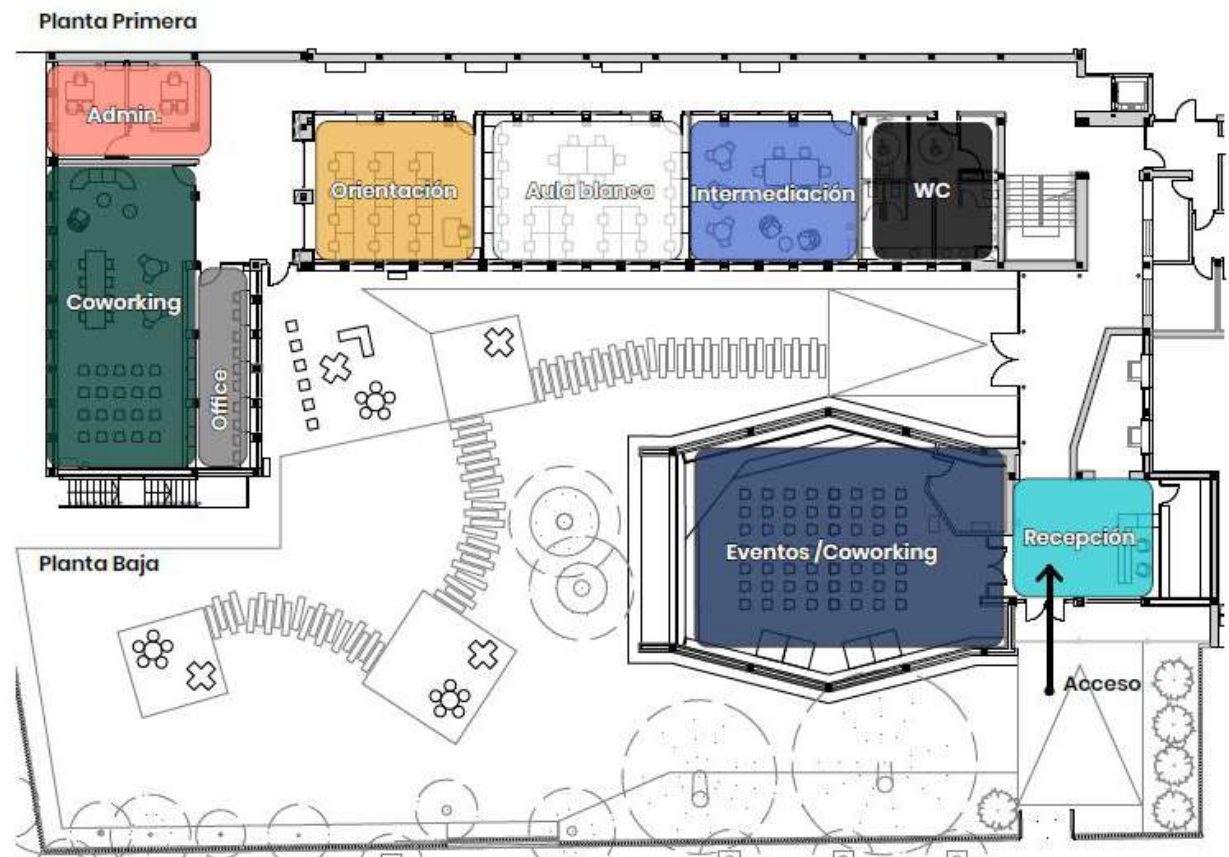 Planta Primera
Admin.
Orientación
Aula blanca
Intermediación
WC
Coworking
Office
Eventos /Coworking
Recepción
Planta Baja
Acceso